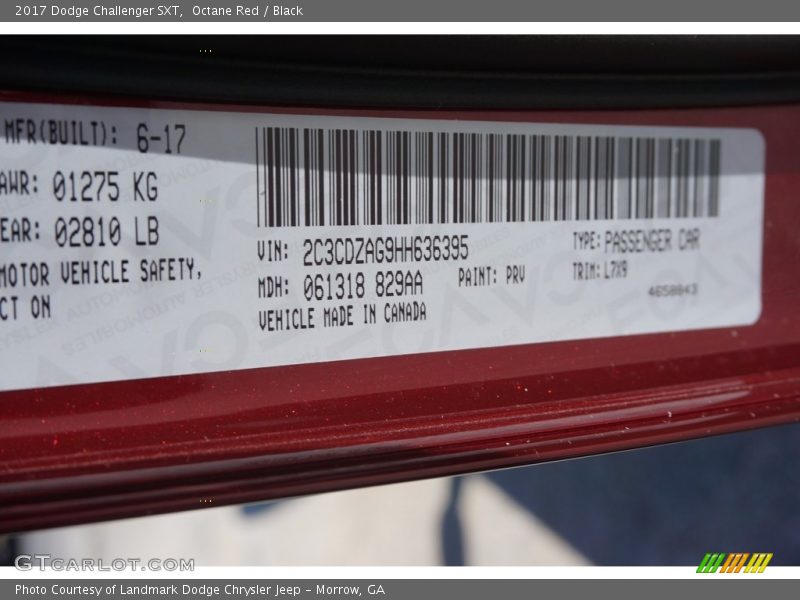 2017 Dodge Challenger SXT, Octane Red / Black
MFR(BUILT): 6-17
AWR: 01275 KG
EAR: 02810 LB
MOTOR VEHICLE SAFETY,
CT ON
VIN: 2C3CDZAG9HH636395
MDH: 061318 829AA PAINT: PRV
VEHICLE MADE IN CANADA
TYPE: PASSENGER CAR
TRIM: L7X9
4658843
GTCARLOT.COM
Photo Courtesy of Landmark Dodge Chrysler Jeep – Morrow, GA